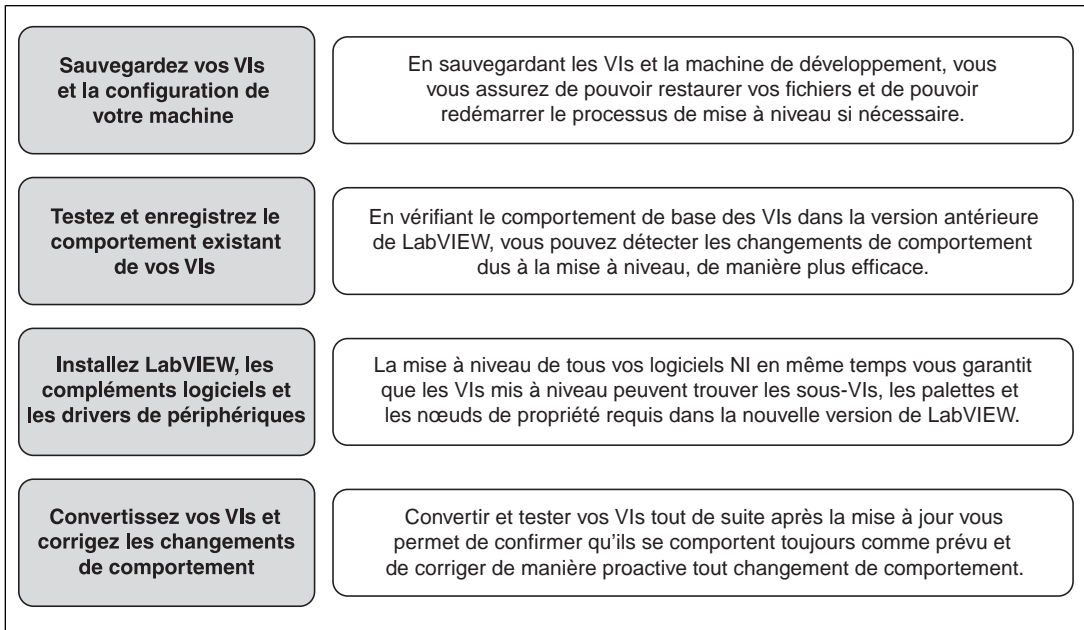 Sauvegardez vos VIs
et la configuration de
votre machine
En sauvegardant les VIs et la machine de développement, vous
vous assurez de pouvoir restaurer vos fichiers et de pouvoir
redémarrer le processus de mise à niveau si nécessaire.
Testez et enregistrez le
comportement existant
de vos VIs
En vérifiant le comportement de base des VIs dans la version antérieure
de LabVIEW, vous pouvez détecter les changements de comportement
dus à la mise à niveau, de manière plus efficace.
Installez LabVIEW, les
compléments logiciels et
les drivers de périphériques
La mise à niveau de tous vos logiciels NI en même temps vous garantit
que les VIs mis à niveau peuvent trouver les sous-VIs, les palettes et
les nœuds de propriété requis dans la nouvelle version de LabVIEW.
Convertissez vos VIs et
corrigez les changements
de comportement
Convertir et tester vos VIs tout de suite après la mise à jour vous
permet de confirmer qu'ils se comportent toujours comme prévu et
de corriger de manière proactive tout changement de comportement.